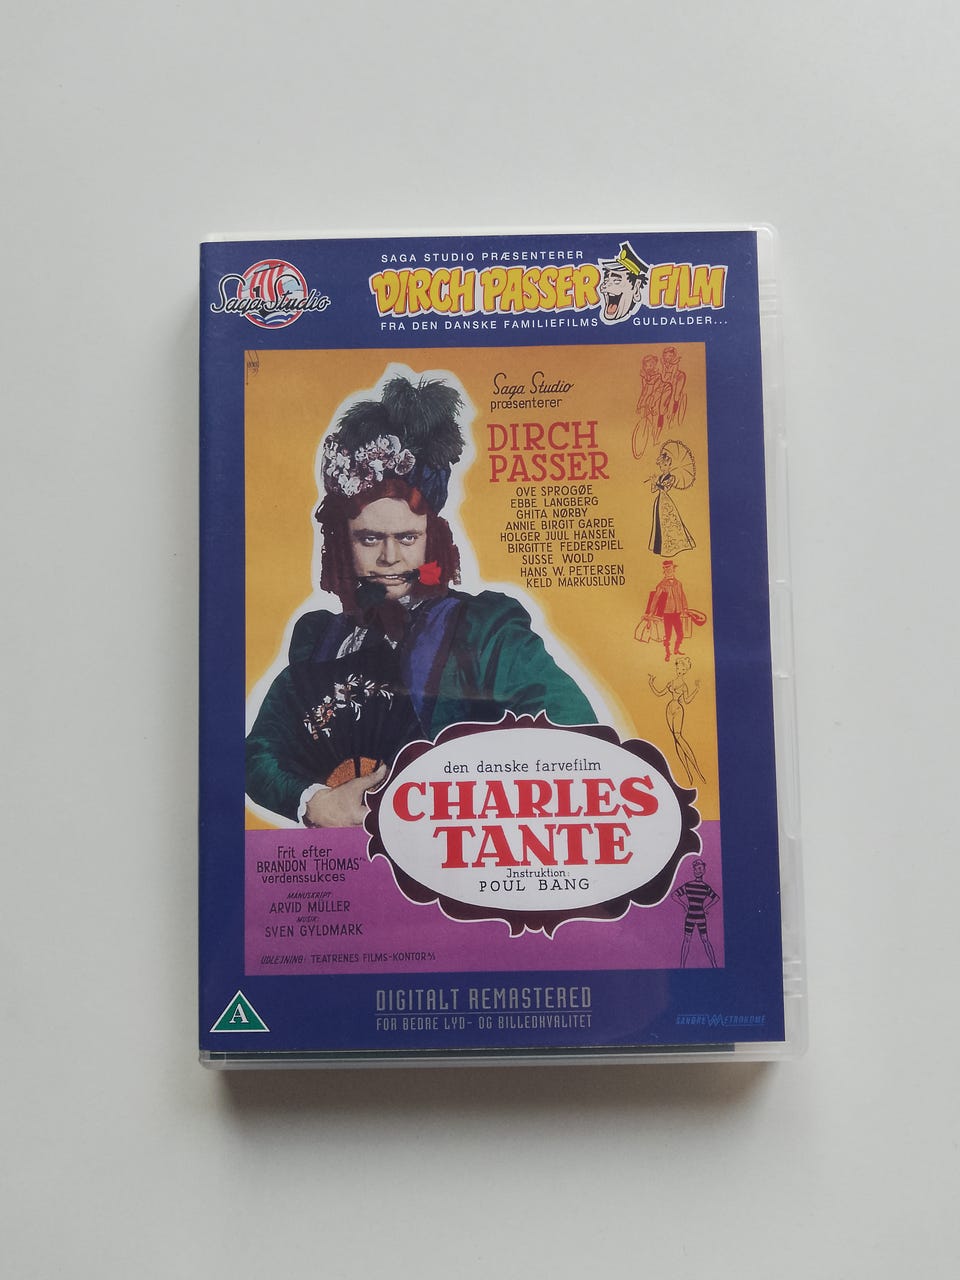 Saga Studio
SAGA STUDIO PRÆSENTERER
DIRCH PASSER FILM
FRA DEN DANSKE FAMILIEFILMS GULDALDER...
Saga Studio
præsenterer
DIRCH
PASSER
OVE SPROGØE
EBBE LANGBERG
GHITA NØRBY
ANNIE BIRGIT GARDE
HOLGER JUUL HANSEN
BIRGITTE FEDERSPIEL
SUSSE WOLD
HANS W. PETERSEN
KELD MARKUSLUND
den danske farvefilm
CHARLES
TANTE
Instruktion:
POUL BANG
Frit efter
BRANDON THOMAS'
verdenssukces
MANUSKRIPT:
ARVID MÜLLER
MUSIK:
SVEN GYLDMARK
UDLEJNING: TEATRENES FILMS-KONTOR A/S
DIGITALT REMASTERED
FOR BEDRE LYD- OG BILLEDKVALITET
A
SANDREW METRONOME